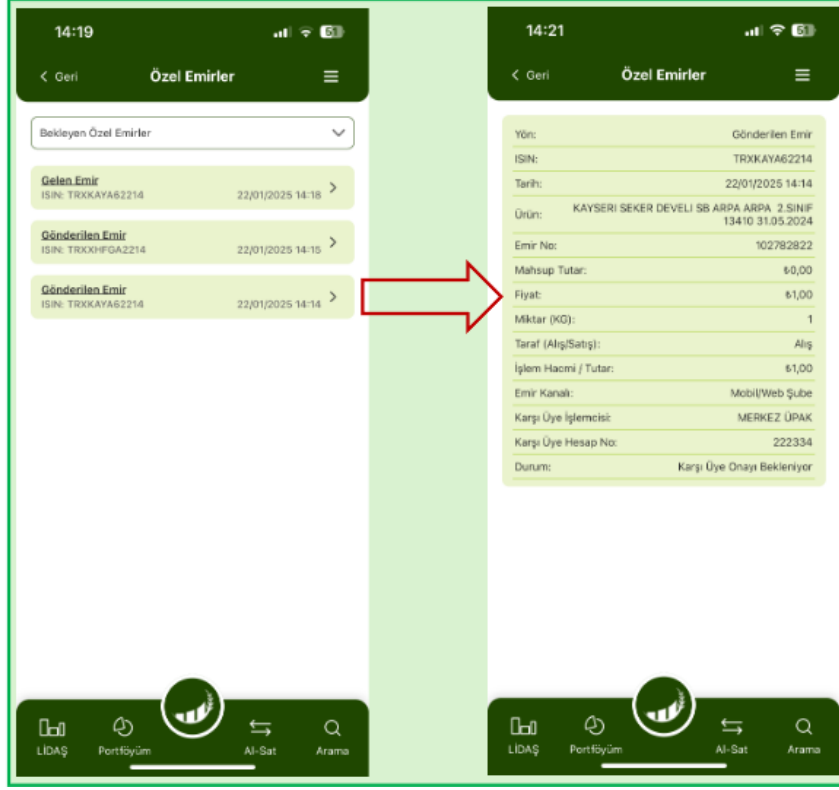 14:19
51
Geri
Özel Emirler
Bekleyen Özel Emirler
Gelen Emir
ISIN: TRXKAYA62214
22/01/2025 14:18
Gönderilen Emir
ISIN: TRXXHFGA2214
22/01/2025 14:15
Gönderilen Emir
ISIN: TRXKAYA62214
22/01/2025 14:14
LİDAŞ
Portföyüm
Al-Sat
Arama
14:21
51
Geri
Özel Emirler
Yön: Gönderilen Emir
ISIN: TRXKAYA62214
Tarih: 22/01/2025 14:14
Ürün: KAYSERI SEKER DEVELI SB ARPA ARPA 2.SINIF
13410 31.05.2024
Emir No: 102782822
Mahsup Tutar: ₺0,00
Fiyat: ₺1,00
Miktar (KG): 1
Taraf (Alış/Satış): Alış
İşlem Hacmi / Tutar: ₺1,00
Emir Kanalı: Mobil/Web Şube
Karşı Üye İşlemcisi: MERKEZ ÜPAK
Karşı Üye Hesap No: 222334
Durum: Karşı Üye Onayı Bekleniyor
LİDAŞ
Portföyüm
Al-Sat
Arama